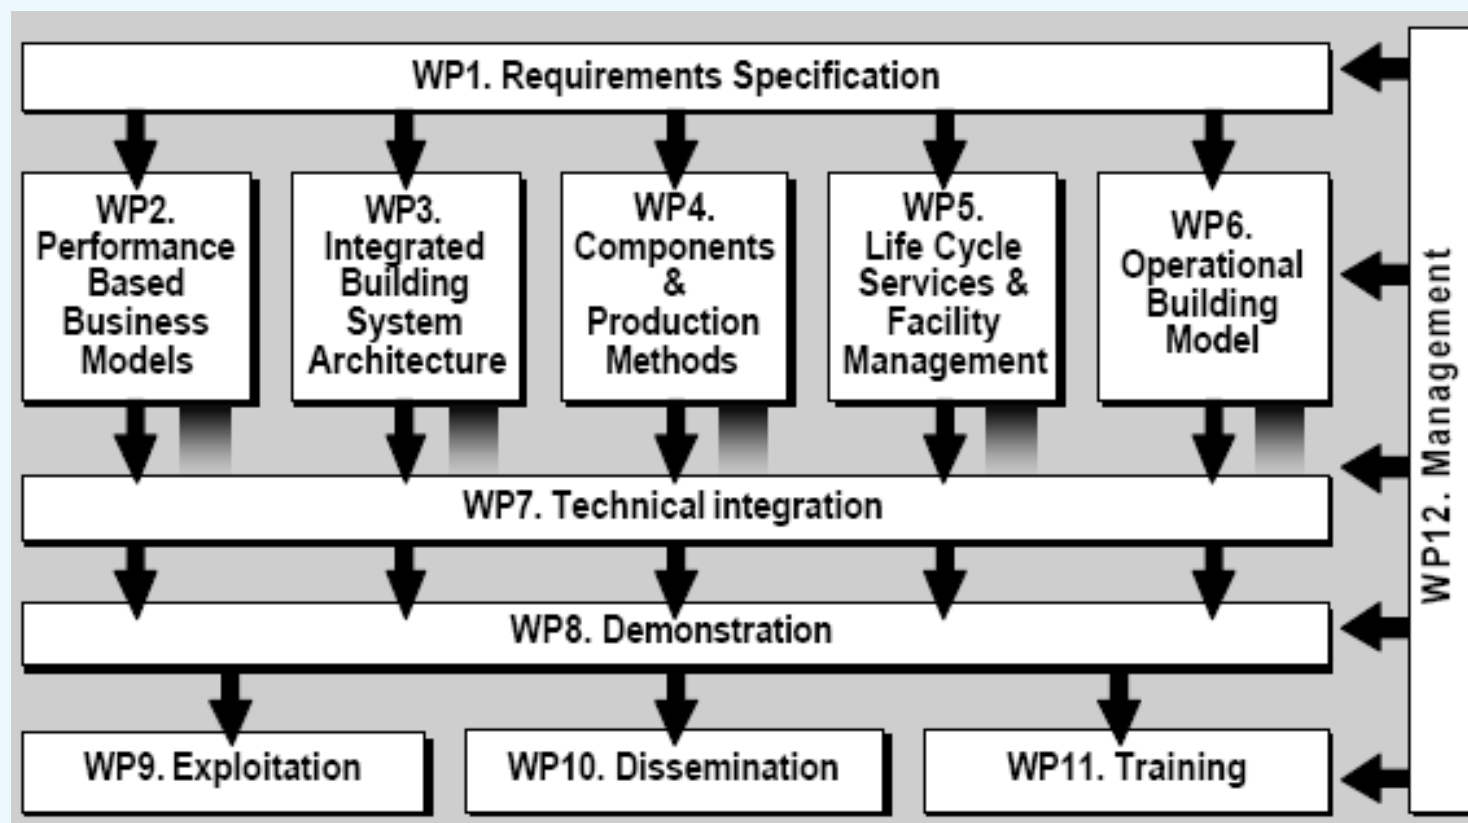 WP1. Requirements Specification
WP2.
Performance
Based
Business
Models
WP3.
Integrated
Building
System
Architecture
WP4.
Components
&
Production
Methods
WP5.
Life Cycle
Services &
Facility
Management
WP6.
Operational
Building
Model
WP7. Technical integration
WP8. Demonstration
WP9. Exploitation
WP10. Dissemination
WP11. Training
WP12. Management